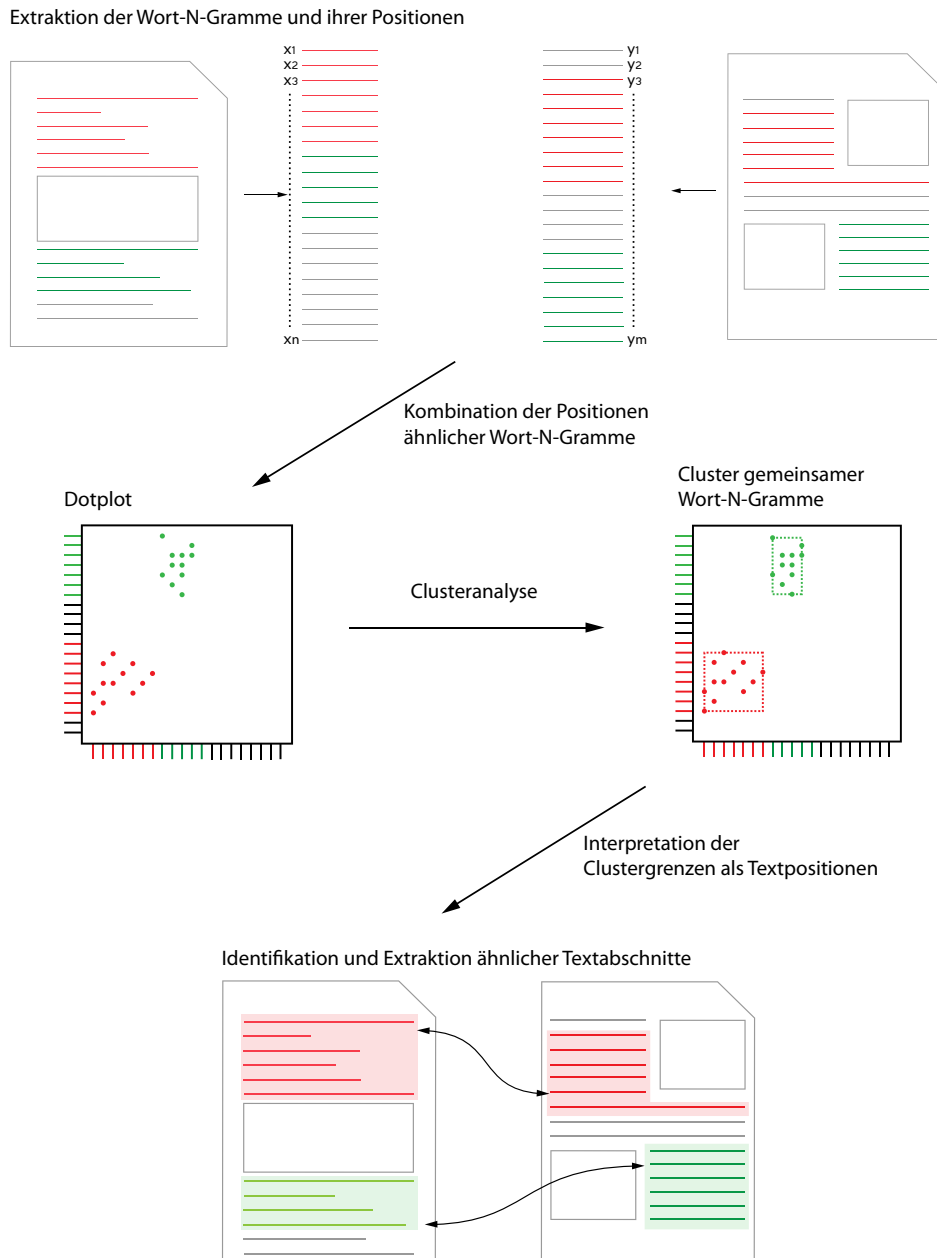 Extraktion der Wort-N-Gramme und ihrer Positionen
x1
x2
x3
xn
y1
y2
y3
ym
Kombination der Positionen
ähnlicher Wort-N-Gramme
Dotplot
Clusteranalyse
Cluster gemeinsamer
Wort-N-Gramme
Interpretation der
Clustergrenzen als Textpositionen
Identifikation und Extraktion ähnlicher Textabschnitte